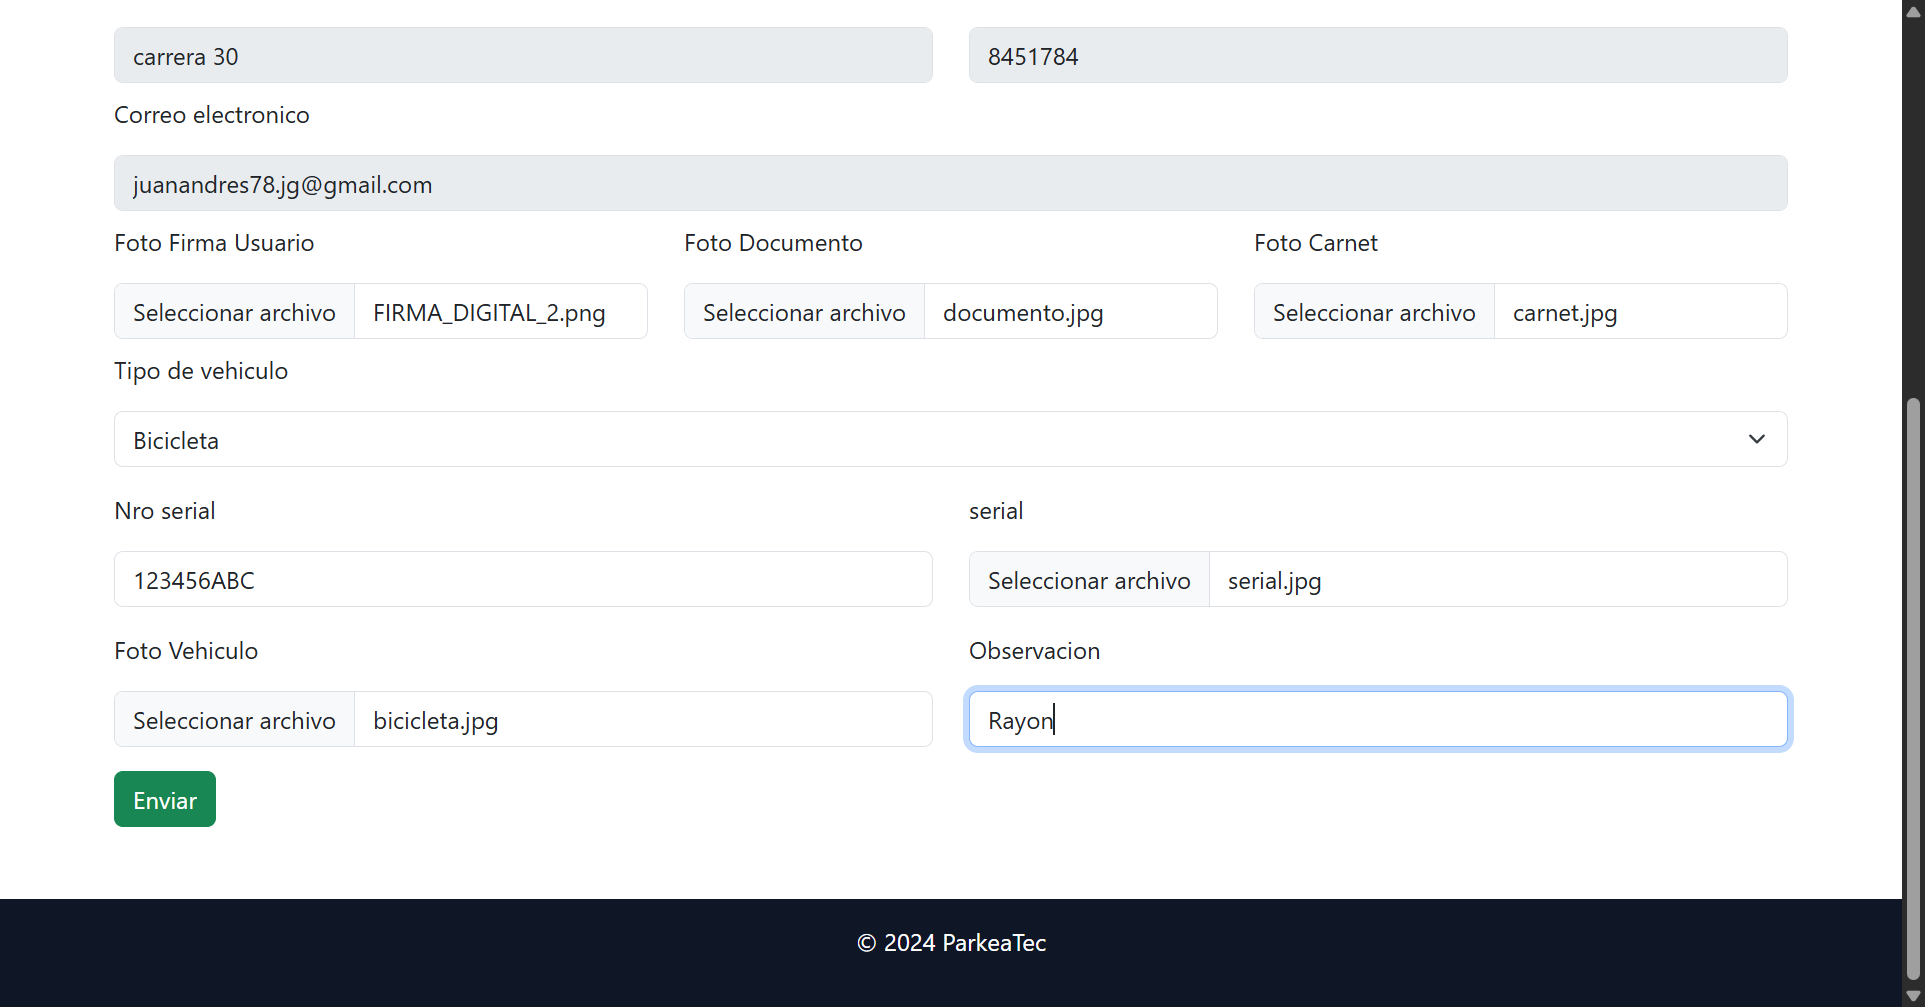 carrera 30
8451784
Correo electronico
juanandres78.jg@gmail.com
Foto Firma Usuario
Foto Documento
Foto Carnet
Seleccionar archivo FIRMA_DIGITAL_2.png
Seleccionar archivo documento.jpg
Seleccionar archivo carnet.jpg
Tipo de vehiculo
Bicicleta
Nro serial
serial
123456ABC
Seleccionar archivo serial.jpg
Foto Vehiculo
Observacion
Seleccionar archivo bicicleta.jpg
Rayon
Enviar
© 2024 ParkeaTec